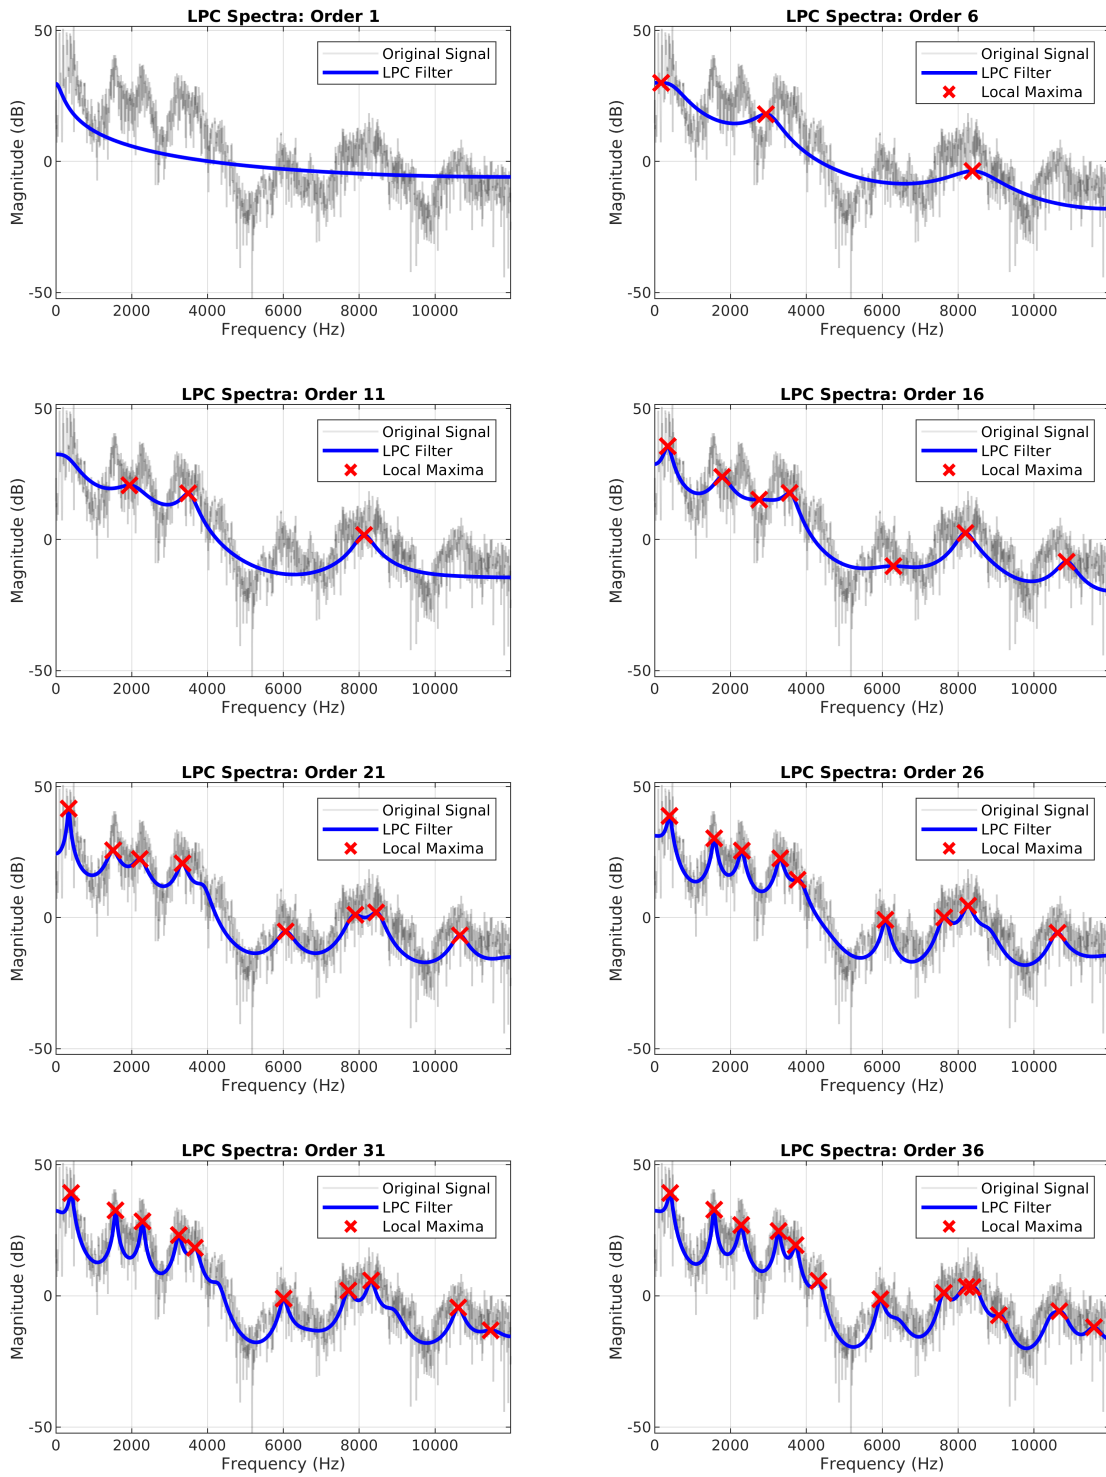 LPC Spectra: Order 1
50
0
-50
Magnitude (dB)
Original Signal
LPC Filter
0 2000 4000 6000 8000 10000
Frequency (Hz)
LPC Spectra: Order 6
50
0
-50
Magnitude (dB)
Original Signal
LPC Filter
Local Maxima
0 2000 4000 6000 8000 10000
Frequency (Hz)
LPC Spectra: Order 11
50
0
-50
Magnitude (dB)
Original Signal
LPC Filter
Local Maxima
0 2000 4000 6000 8000 10000
Frequency (Hz)
LPC Spectra: Order 16
50
0
-50
Magnitude (dB)
Original Signal
LPC Filter
Local Maxima
0 2000 4000 6000 8000 10000
Frequency (Hz)
LPC Spectra: Order 21
50
0
-50
Magnitude (dB)
Original Signal
LPC Filter
Local Maxima
0 2000 4000 6000 8000 10000
Frequency (Hz)
LPC Spectra: Order 26
50
0
-50
Magnitude (dB)
Original Signal
LPC Filter
Local Maxima
0 2000 4000 6000 8000 10000
Frequency (Hz)
LPC Spectra: Order 31
50
0
-50
Magnitude (dB)
Original Signal
LPC Filter
Local Maxima
0 2000 4000 6000 8000 10000
Frequency (Hz)
LPC Spectra: Order 36
50
0
-50
Magnitude (dB)
Original Signal
LPC Filter
Local Maxima
0 2000 4000 6000 8000 10000
Frequency (Hz)